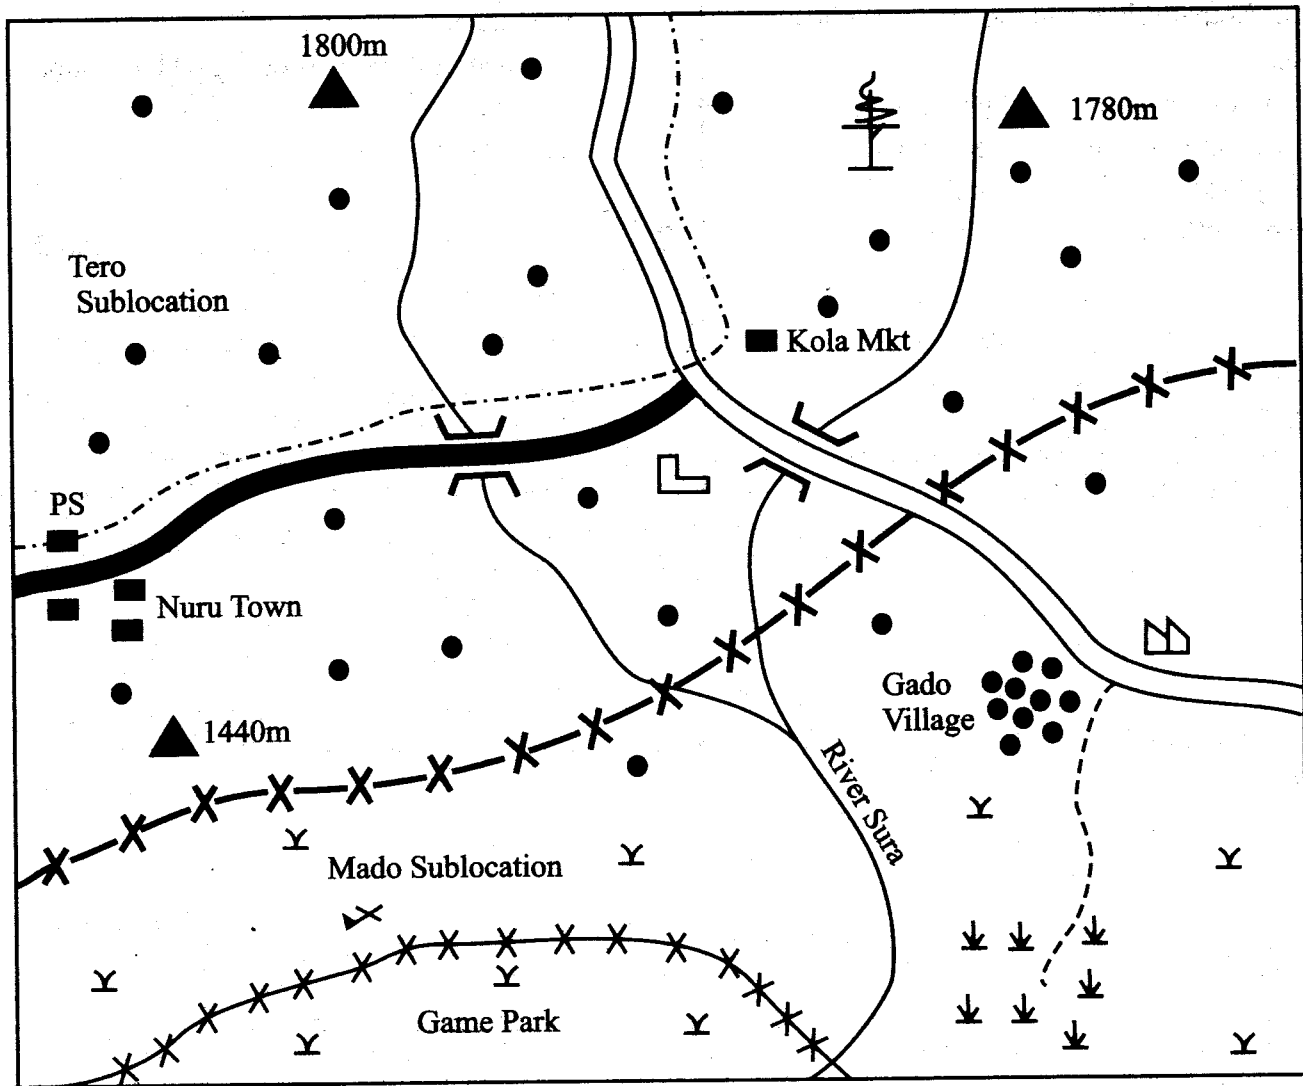 1800m
1780m
Tero
Sublocation
Kola Mkt
PS
Nuru Town
Gado
Village
1440m
River Sura
Mado Sublocation
Game Park